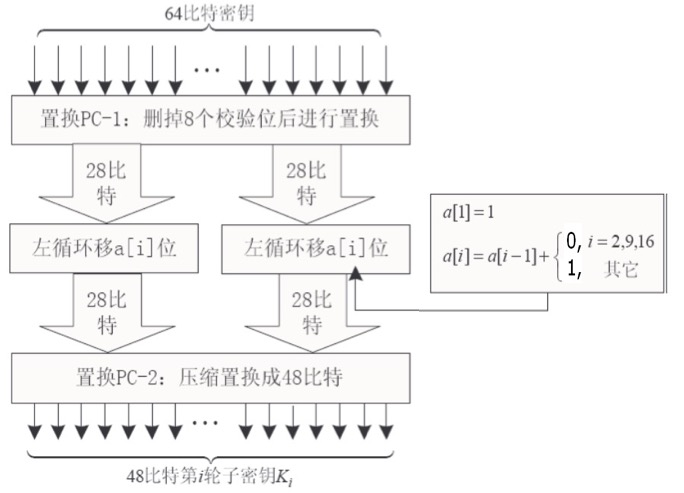 64比特密钥
...
置换PC-1：删掉8个校验位后进行置换
28比
特
28比
特
左循环移a[i]位
左循环移a[i]位
a[1]=1
a[i]=a[i-1]+{0, i=2,9,16
1, 其它
28比
特
28比
特
置换PC-2：压缩置换成48比特
...
48比特第i轮子密钥Ki